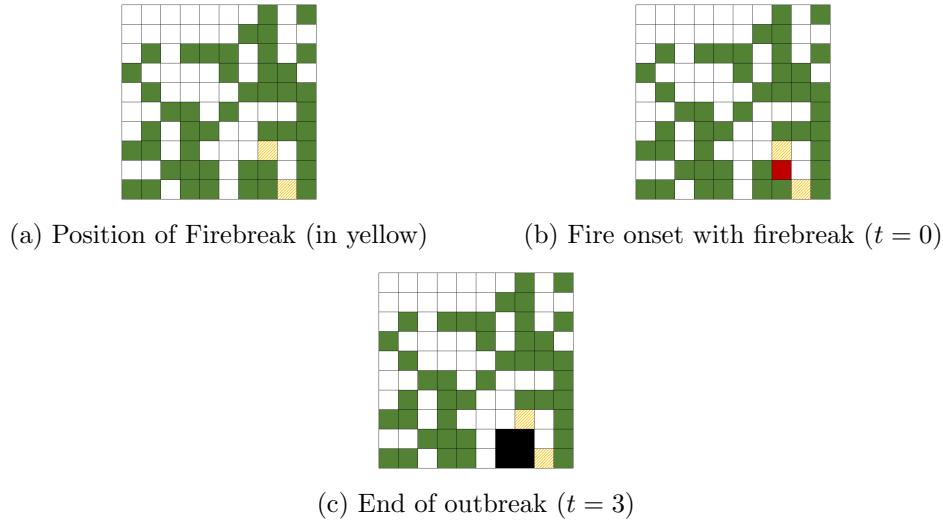 (a) Position of Firebreak (in yellow)
(b) Fire onset with firebreak (t = 0)
(c) End of outbreak (t = 3)